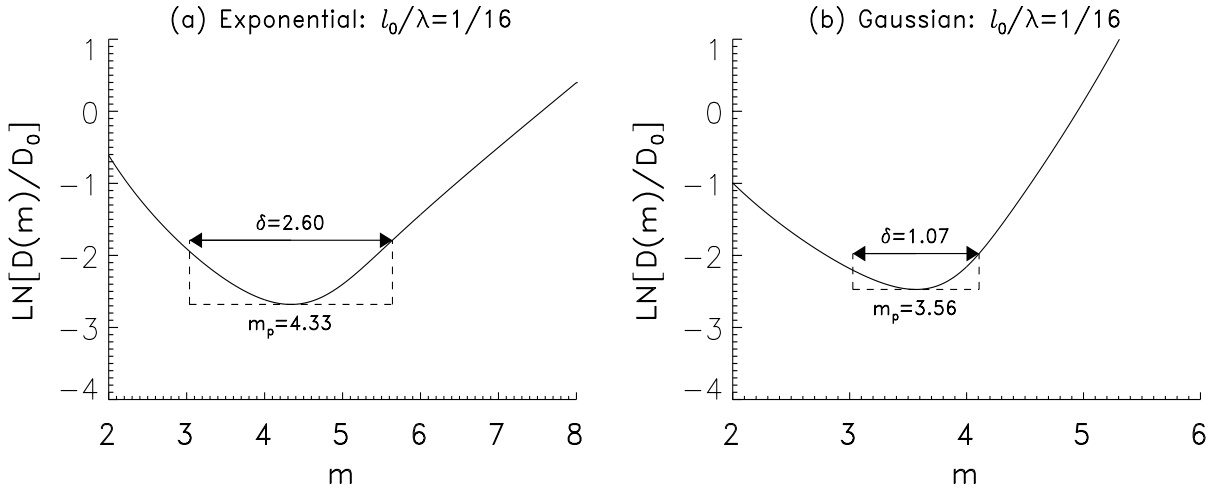 (a) Exponential: l₀/λ=1/16
LN[D(m)/D₀]
1
0
−1
−2
−3
−4
δ=2.60
mₚ=4.33
2 3 4 5 6 7 8
m
(b) Gaussian: l₀/λ=1/16
LN[D(m)/D₀]
1
0
−1
−2
−3
−4
δ=1.07
mₚ=3.56
2 3 4 5 6
m